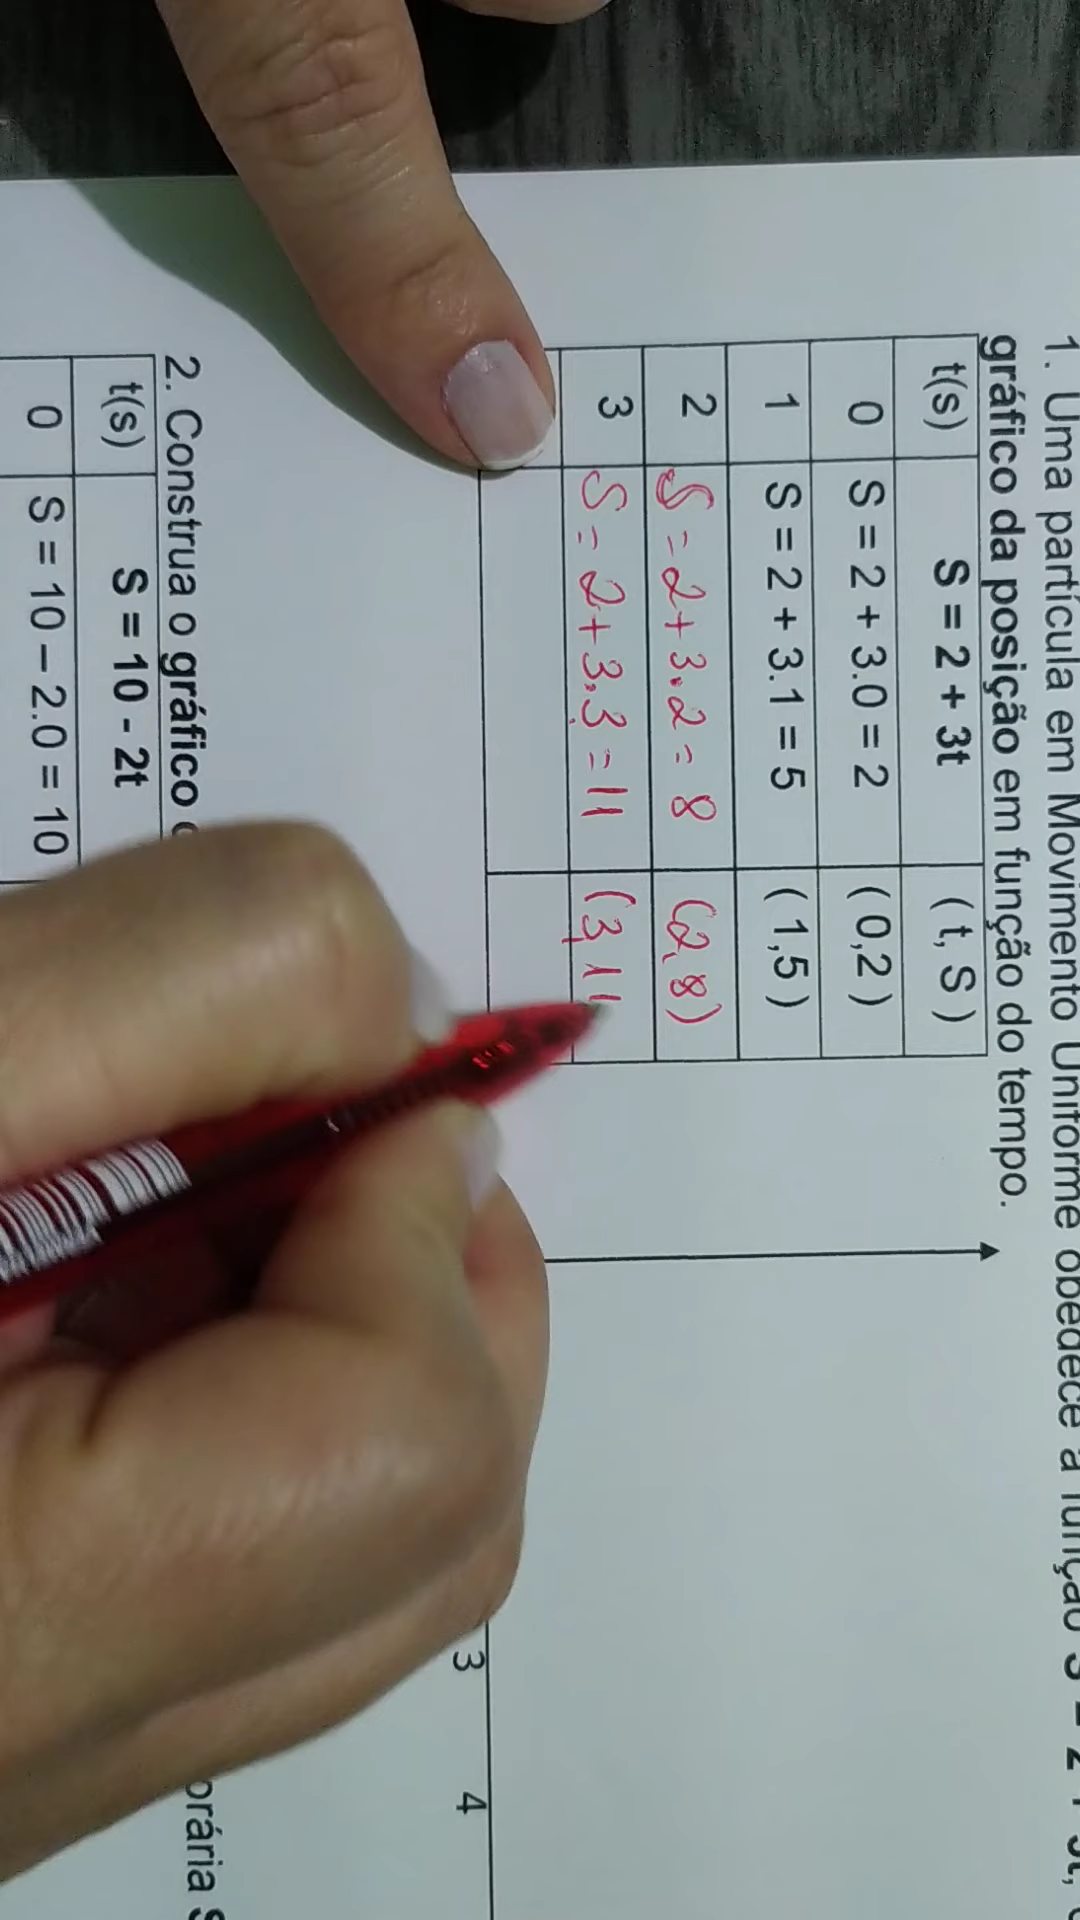 1. Uma partícula em Movimento Uniforme obedece a função S = 2 + 3t,
gráfico da posição em função do tempo.
t(s) S = 2 + 3t ( t, S )
0 S = 2 + 3.0 = 2 ( 0,2 )
1 S = 2 + 3.1 = 5 ( 1,5 )
2 S = 2 + 3.2 = 8 (2,8)
3 S = 2 + 3.3 = 11 (3,11
3 4
2. Construa o gráfico
t(s) S = 10 - 2t
0 S = 10 – 2.0 = 10